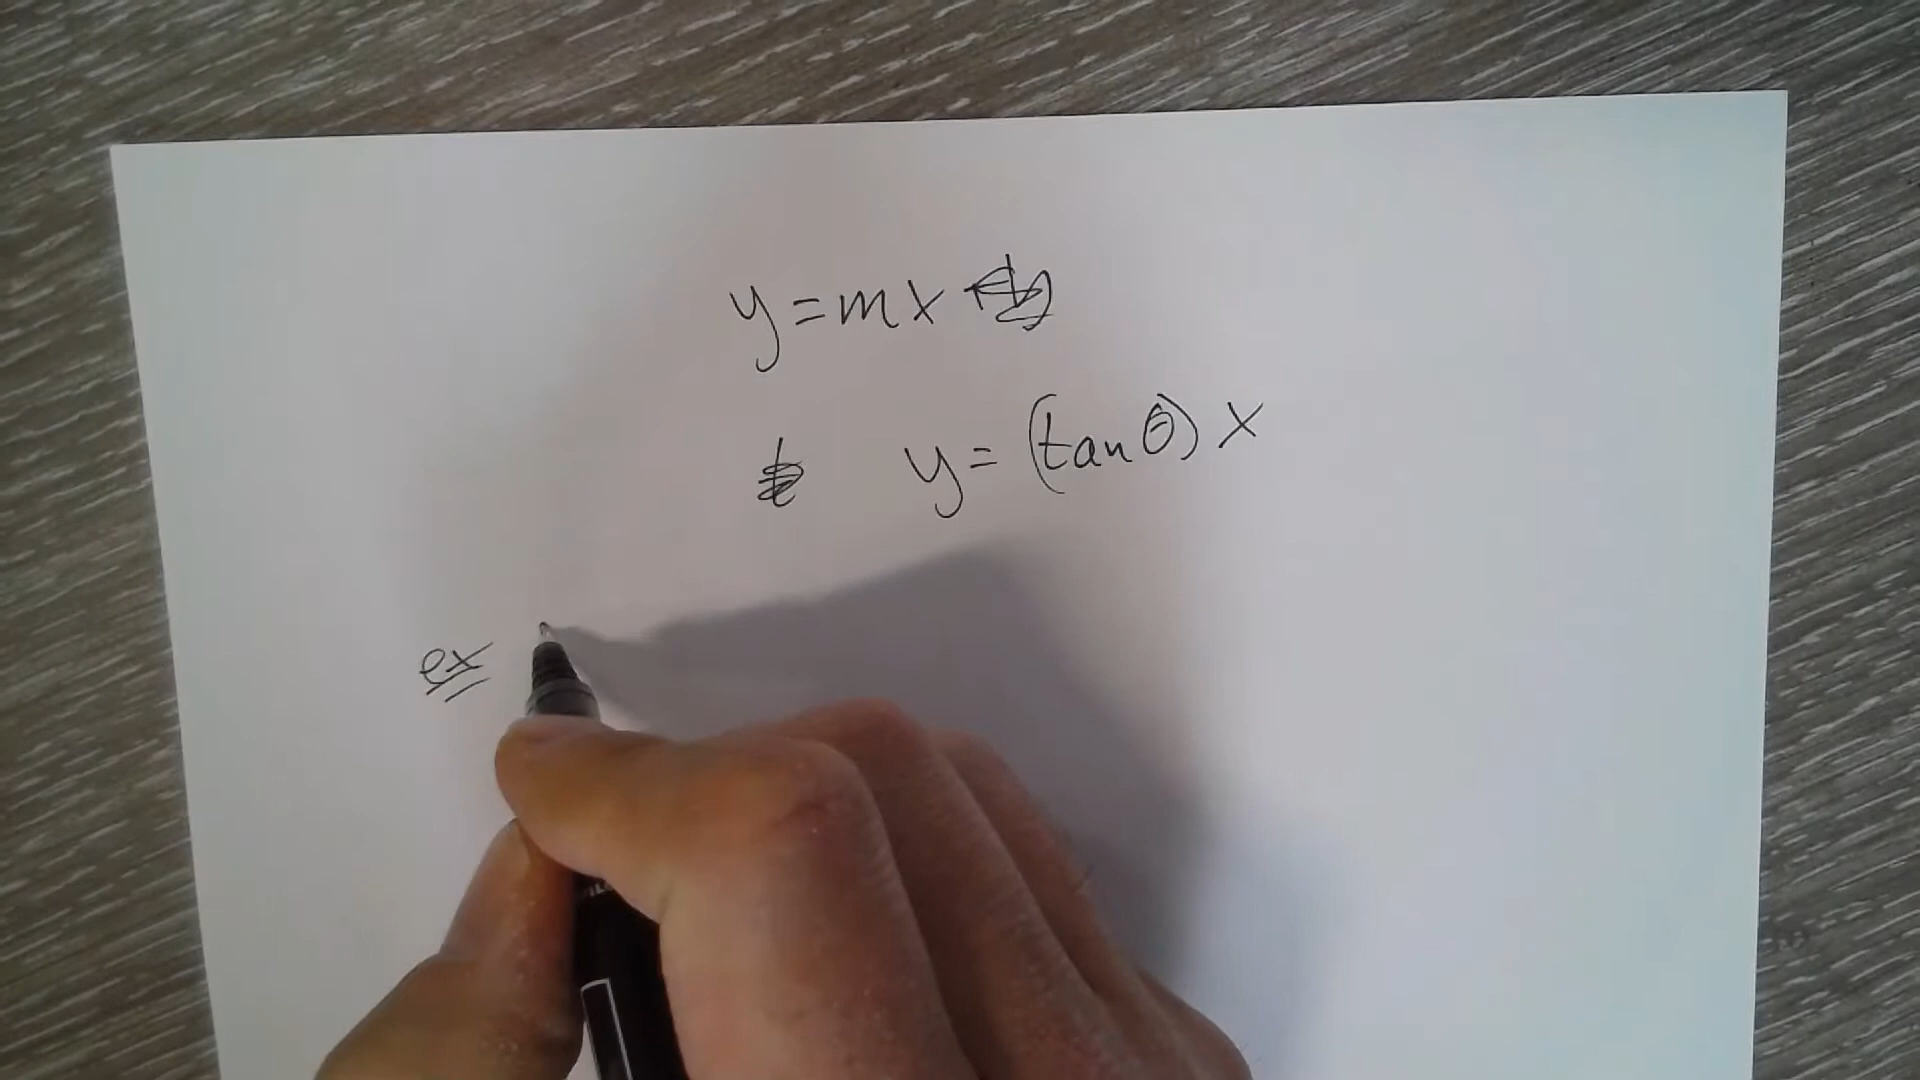 y=mx
y=(tanθ)x
ex